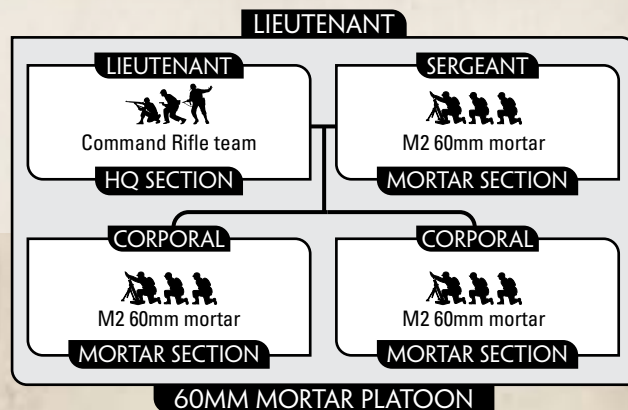 LIEUTENANT
LIEUTENANT
Command Rifle team
HQ SECTION
SERGEANT
M2 60mm mortar
MORTAR SECTION
CORPORAL
M2 60mm mortar
MORTAR SECTION
CORPORAL
M2 60mm mortar
MORTAR SECTION
60MM MORTAR PLATOON